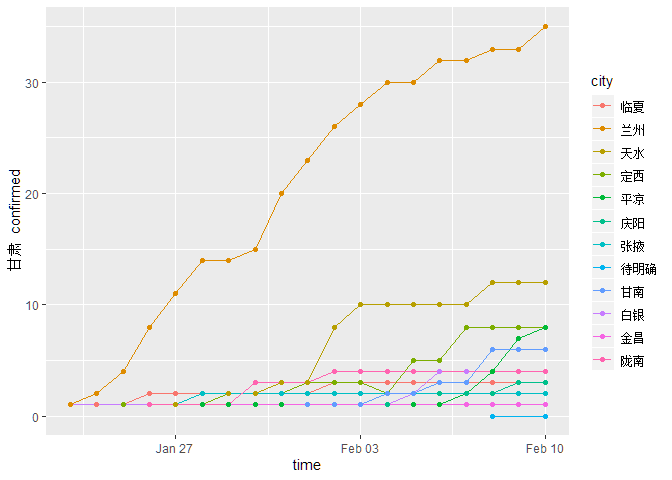 30
20
10
0
甘肃 confirmed
Jan 27
Feb 03
Feb 10
time
city
临夏
兰州
天水
定西
平凉
庆阳
张掖
待明确
甘南
白银
金昌
陇南